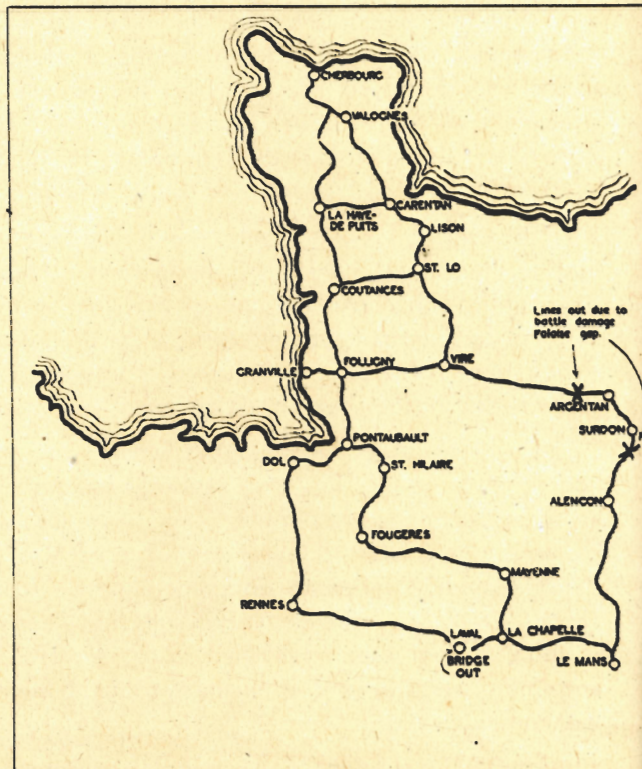 CHERBOURG
VALOGNES
LA HAYE-
DE PUITS
CARENTAN
LISON
ST. LO
COUTANCES
Lines out due to
battle damage
Falaise gap.
GRANVILLE
FOLLIGNY
VIRE
ARGENTAN
SURDON
PONTAUBAULT
DOL
ST. HILAIRE
ALENCON
FOUGERES
MAYENNE
RENNES
LAVAL
BRIDGE
OUT
LA CHAPELLE
LE MANS